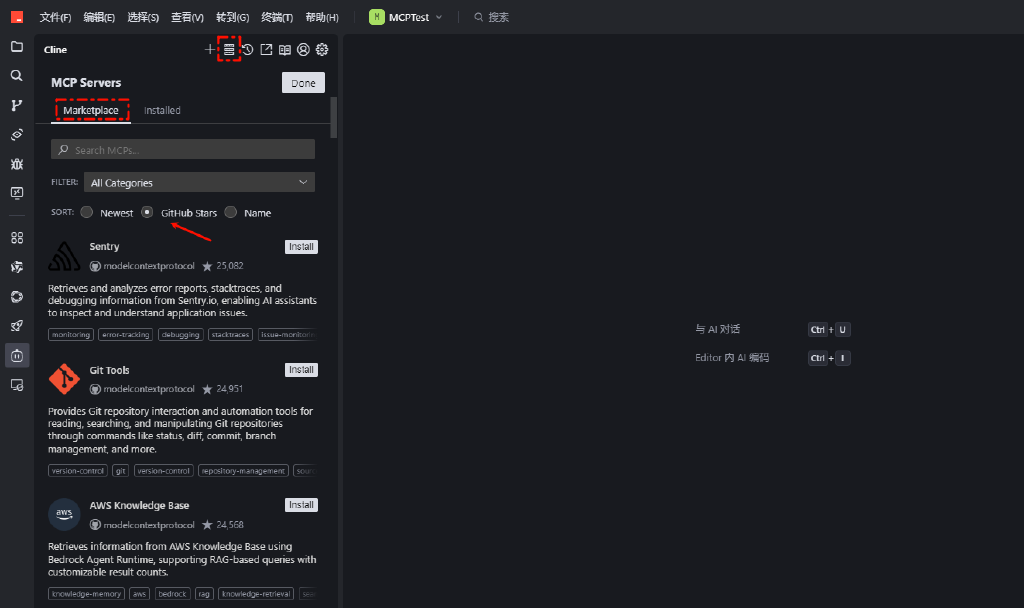 文件(F) 编辑(E) 选择(S) 查看(V) 转到(G) 终端(T) 帮助(H) M MCPTest 搜索
Cline
MCP Servers Done
Marketplace Installed
Search MCPs...
FILTER: All Categories
SORT: Newest GitHub Stars Name
Sentry Install
modelcontextprotocol ★ 25,082
Retrieves and analyzes error reports, stacktraces, and
debugging information from Sentry.io, enabling AI assistants
to inspect and understand application issues.
monitoring error-tracking debugging stacktraces issue-monitorin
Git Tools Install
modelcontextprotocol ★ 24,951
Provides Git repository interaction and automation tools for
reading, searching, and manipulating Git repositories
through commands like status, diff, commit, branch
management, and more.
version-control git version-control repository-management sourc
aws AWS Knowledge Base Install
modelcontextprotocol ★ 24,568
Retrieves information from AWS Knowledge Base using
Bedrock Agent Runtime, supporting RAG-based queries with
customizable result counts.
knowledge-memory aws bedrock rag knowledge-retrieval sea
与 AI 对话 Ctrl + U
Editor 内 AI 编码 Ctrl + I